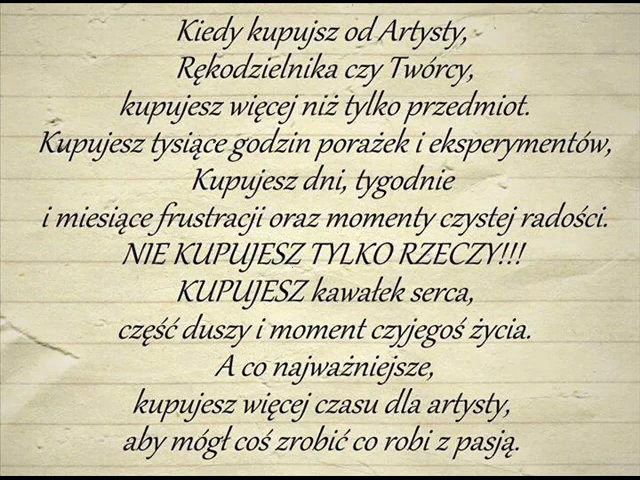 Kiedy kupujsz od Artysty,
Rękodzielnika czy Twórcy,
kupujesz więcej niż tylko przedmiot.
Kupujesz tysiące godzin porażek i eksperymentów,
Kupujesz dni, tygodnie
i miesiące frustracji oraz momenty czystej radości.
NIE KUPUJESZ TYLKO RZECZY!!!
KUPUJESZ kawałek serca,
część duszy i moment czyjegoś życia.
A co najważniejsze,
kupujesz więcej czasu dla artysty,
aby mógł coś zrobić co robi z pasją.